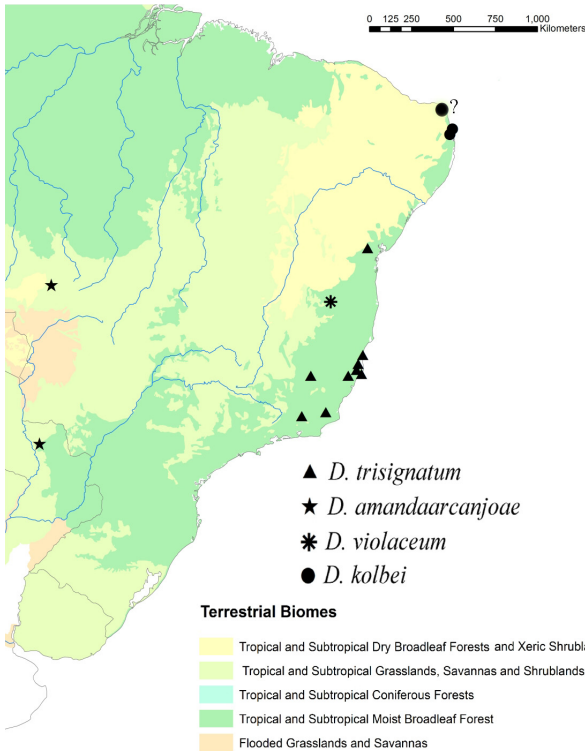 0 125 250 500 750 1,000
Kilometers
?
D. trisignatum
D. amandaarcanjoae
D. violaceum
D. kolbei
Terrestrial Biomes
Tropical and Subtropical Dry Broadleaf Forests and Xeric Shrubla
Tropical and Subtropical Grasslands, Savannas and Shrublands
Tropical and Subtropical Coniferous Forests
Tropical and Subtropical Moist Broadleaf Forest
Flooded Grasslands and Savannas